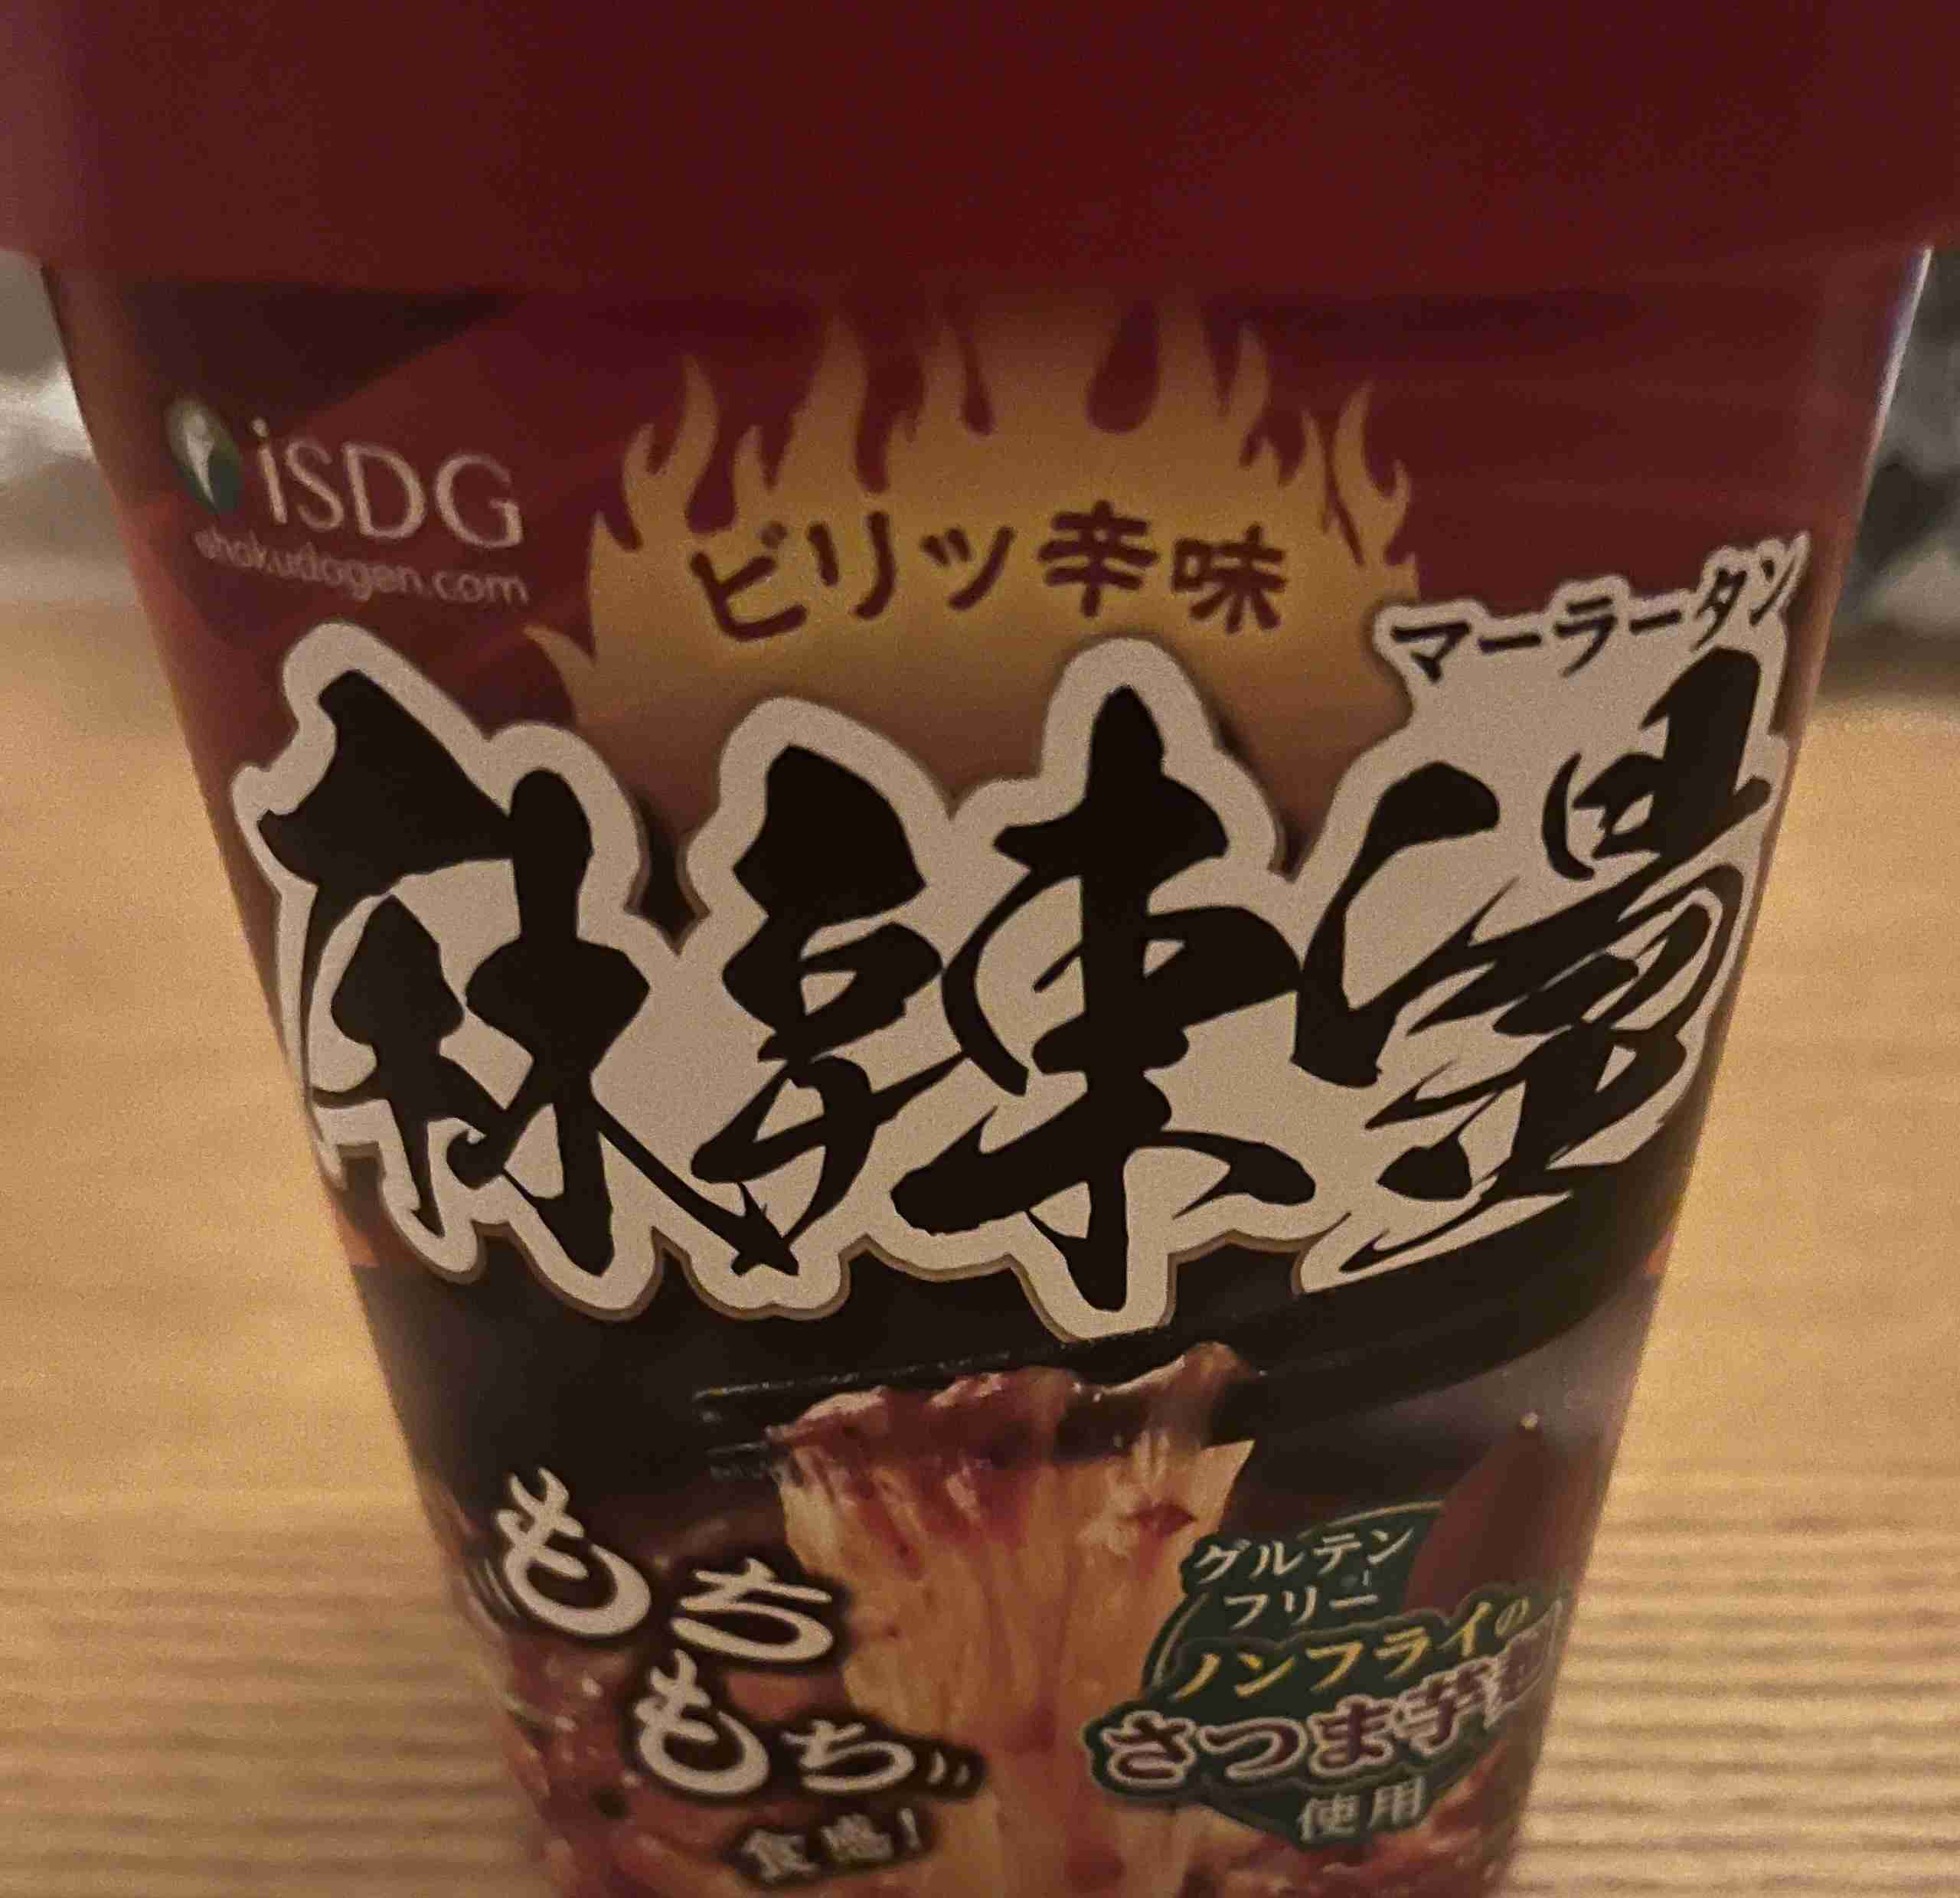 iSDG
shokudogen.com
ピリッ辛味
マーラータン
麻辣湯
もち
もち
食感!
グルテン
フリー
ノンフライの
さつま芋麺
使用